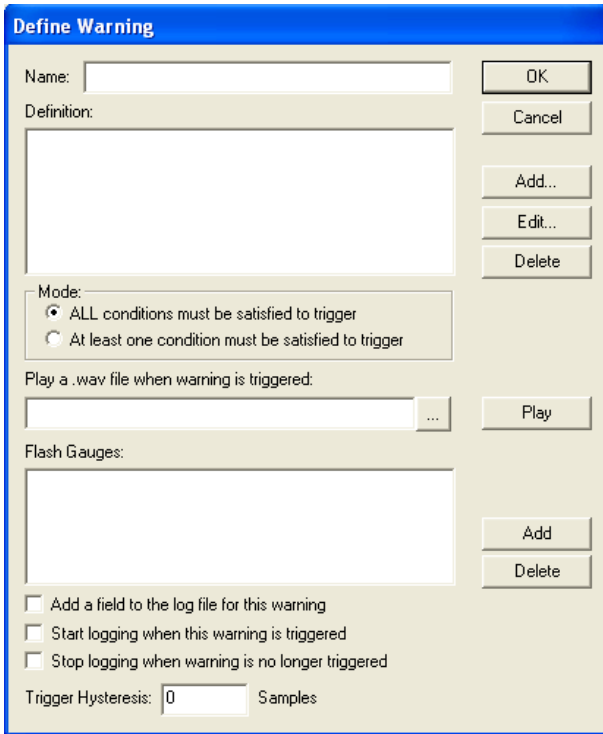 Define Warning
Name:
OK
Definition:
Cancel
Add...
Edit...
Delete
Mode:
ALL conditions must be satisfied to trigger
At least one condition must be satisfied to trigger
Play a .wav file when warning is triggered:
...
Play
Flash Gauges:
Add
Delete
Add a field to the log file for this warning
Start logging when this warning is triggered
Stop logging when warning is no longer triggered
Trigger Hysteresis: 0 Samples